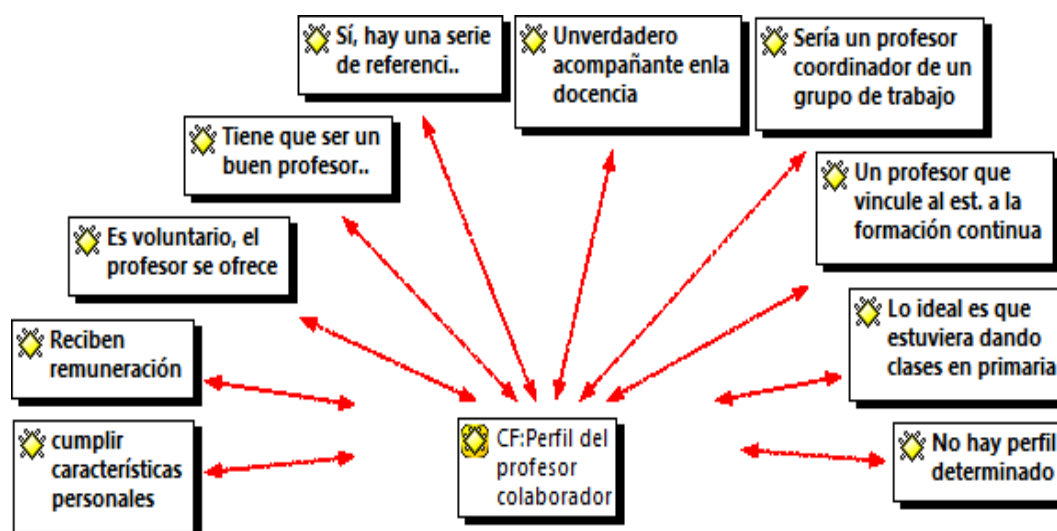 Sí, hay una serie
de referenci..
Unverdadero
acompañante enla
docencia
Sería un profesor
coordinador de un
grupo de trabajo
Tiene que ser un
buen profesor..
Un profesor que
vincule al est. a la
formación continua
Es voluntario, el
profesor se ofrece
Lo ideal es que
estuviera dando
clases en primaria
Reciben
remuneración
cumplir
características
personales
CF:Perfil del
profesor
colaborador
No hay perfil
determinado